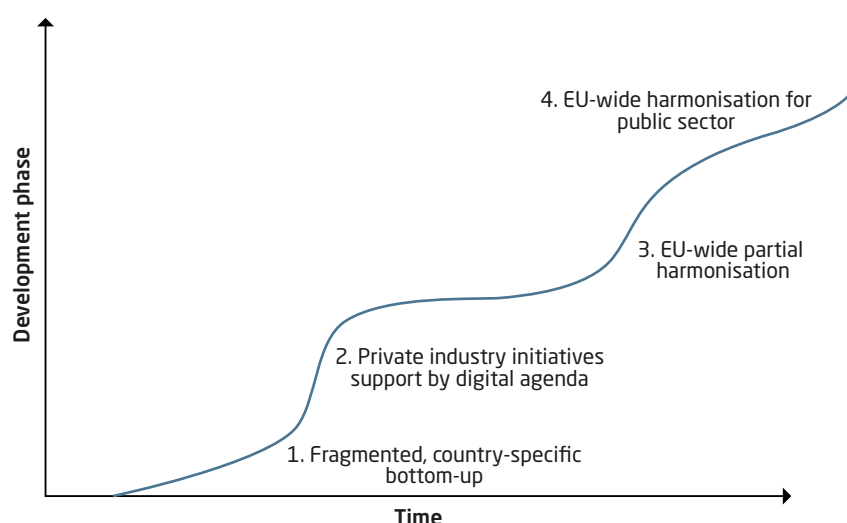 4. EU-wide harmonisation for
public sector
3. EU-wide partial
harmonisation
2. Private industry initiatives
support by digital agenda
1. Fragmented, country-specific
bottom-up
Development phase
Time